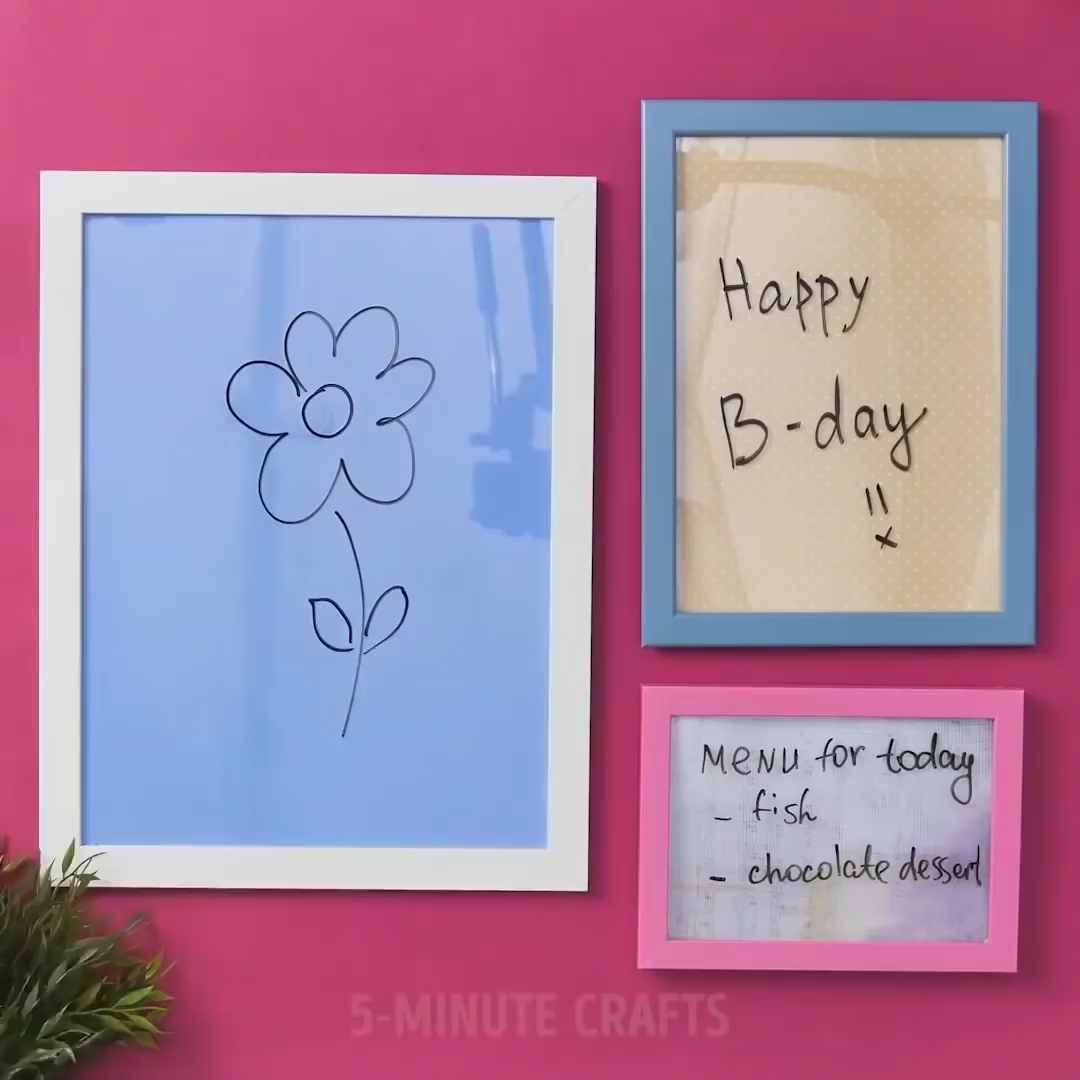 Happy
B-day
MENU for today
- fish
- chocolate dessert
5-MINUTE CRAFTS